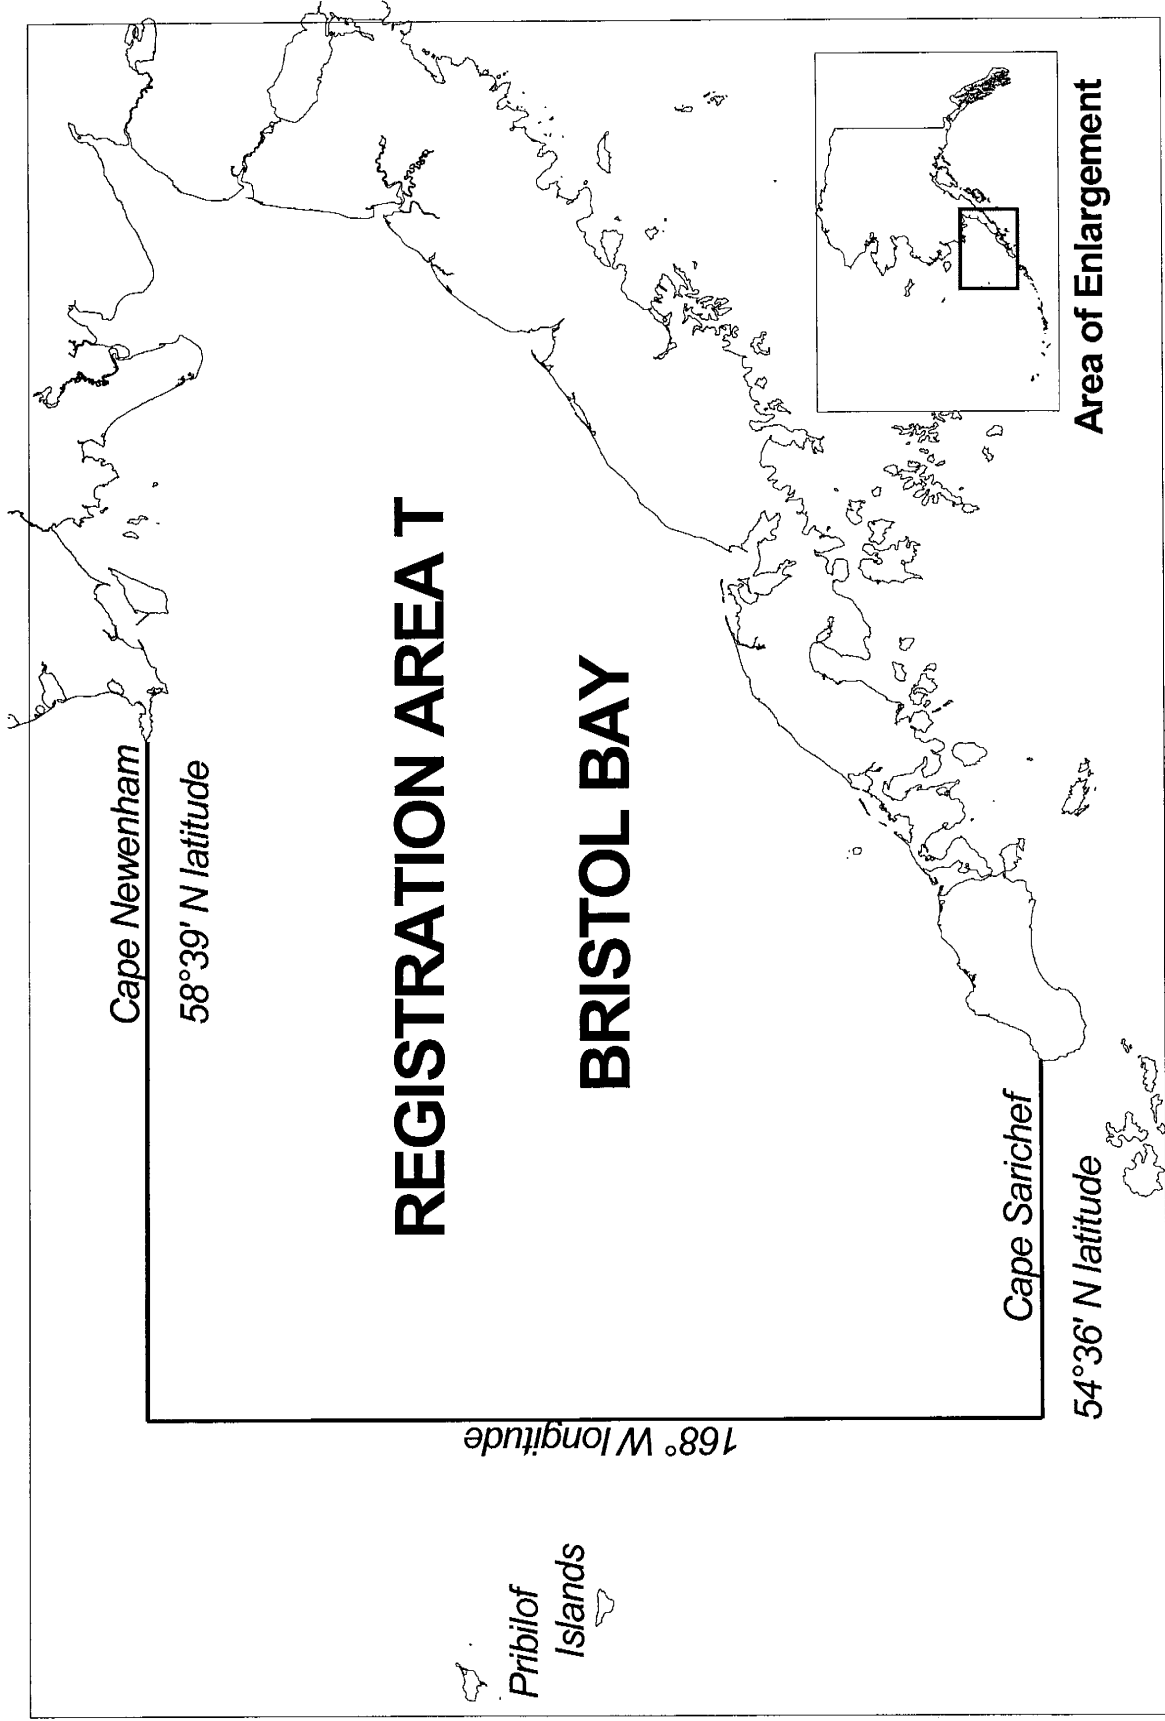 Cape Newenham
58°39' N latitude
REGISTRATION AREA T
BRISTOL BAY
168° W longitude
Pribilof
Islands
Cape Sarichef
54°36' N latitude
Area of Enlargement